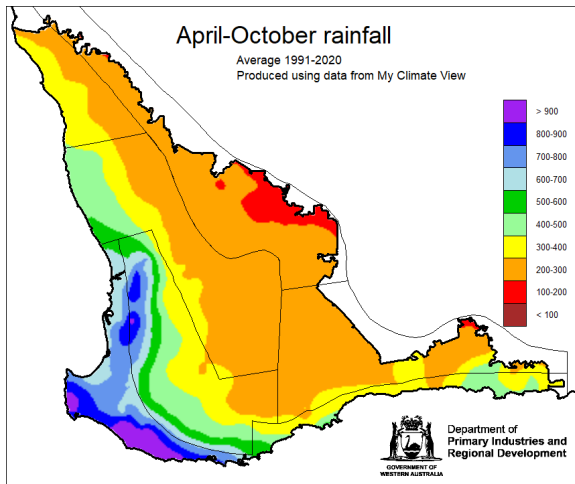 April-October rainfall
Average 1991-2020
Produced using data from My Climate View
> 900
800-900
700-800
600-700
500-600
400-500
300-400
200-300
100-200
< 100
GOVERNMENT OF
WESTERN AUSTRALIA
Department of
Primary Industries and
Regional Development